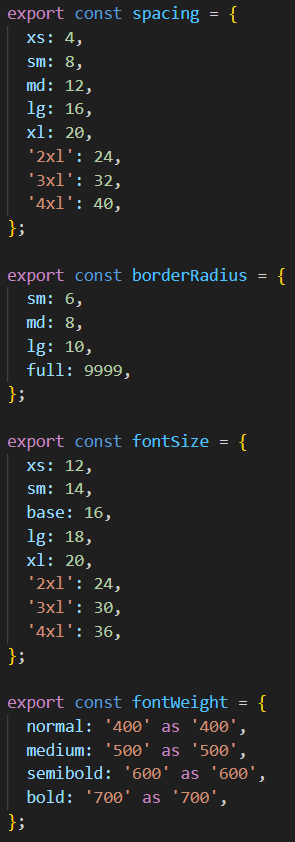 export const spacing = {
  xs: 4,
  sm: 8,
  md: 12,
  lg: 16,
  xl: 20,
  '2xl': 24,
  '3xl': 32,
  '4xl': 40,
};

export const borderRadius = {
  sm: 6,
  md: 8,
  lg: 10,
  full: 9999,
};

export const fontSize = {
  xs: 12,
  sm: 14,
  base: 16,
  lg: 18,
  xl: 20,
  '2xl': 24,
  '3xl': 30,
  '4xl': 36,
};

export const fontWeight = {
  normal: '400' as '400',
  medium: '500' as '500',
  semibold: '600' as '600',
  bold: '700' as '700',
};